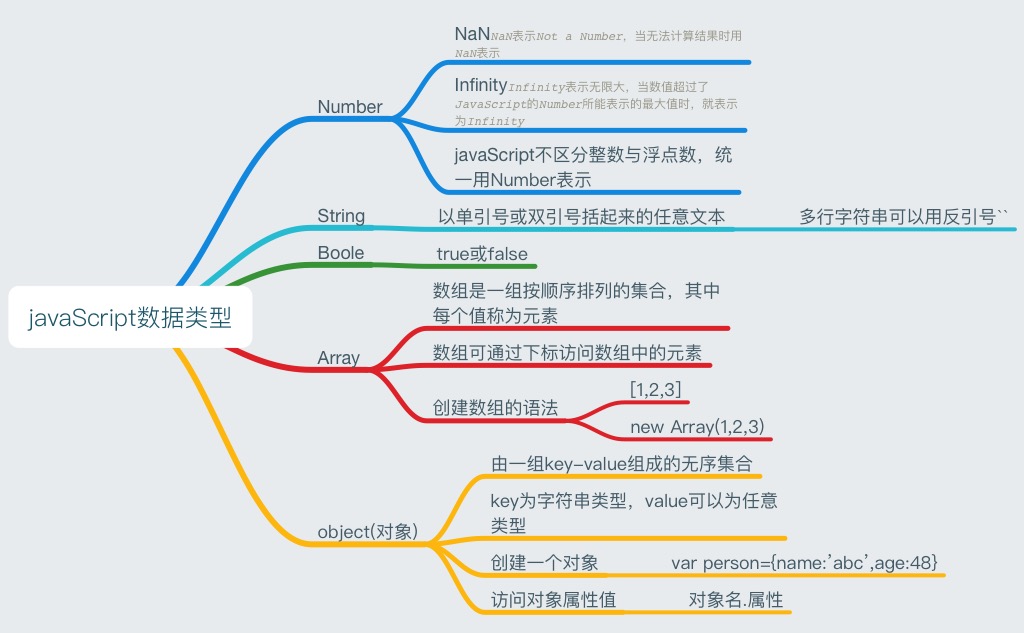 javaScript数据类型
Number
NaNNaN表示Not a Number，当无法计算结果时用
NaN表示
InfinityInfinity表示无限大，当数值超过了
JavaScript的Number所能表示的最大值时，就表示
为Infinity
javaScript不区分整数与浮点数，统
一用Number表示
String
以单引号或双引号括起来的任意文本
多行字符串可以用反引号``
Boole
true或false
Array
数组是一组按顺序排列的集合，其中
每个值称为元素
数组可通过下标访问数组中的元素
创建数组的语法
[1,2,3]
new Array(1,2,3)
object(对象)
由一组key-value组成的无序集合
key为字符串类型，value可以为任意
类型
创建一个对象
var person={name:’abc’,age:48}
访问对象属性值
对象名.属性